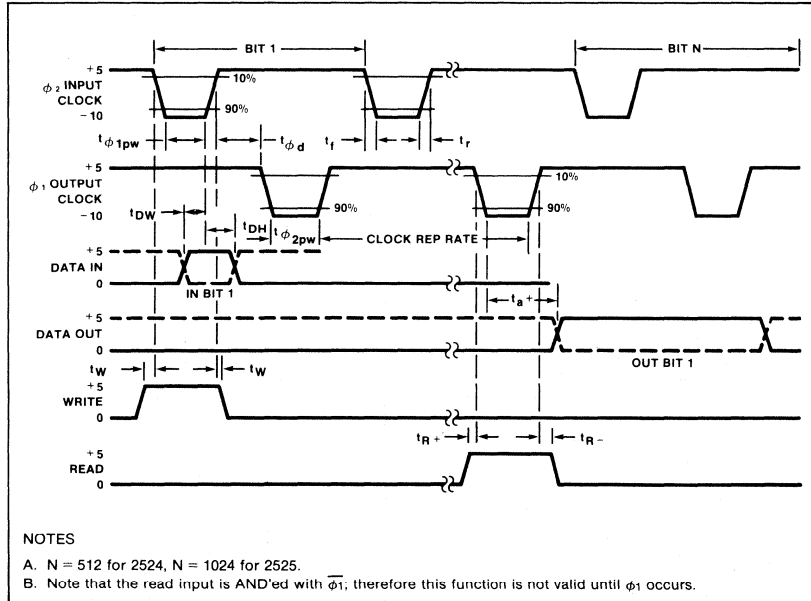 BIT 1
BIT N
+5
φ2 INPUT
CLOCK
−10
10%
90%
tφ1pw
tφd
tf
tr
+5
φ1 OUTPUT
CLOCK
−10
10%
90%
tDW
tDH
tφ2pw
CLOCK REP RATE
+5
DATA IN
0
IN BIT 1
ta+
+5
DATA OUT
0
OUT BIT 1
tW
tW
+5
WRITE
0
tR+
tR−
+5
READ
0
NOTES
A. N = 512 for 2524, N = 1024 for 2525.
B. Note that the read input is AND'ed with φ̅1; therefore this function is not valid until φ1 occurs.